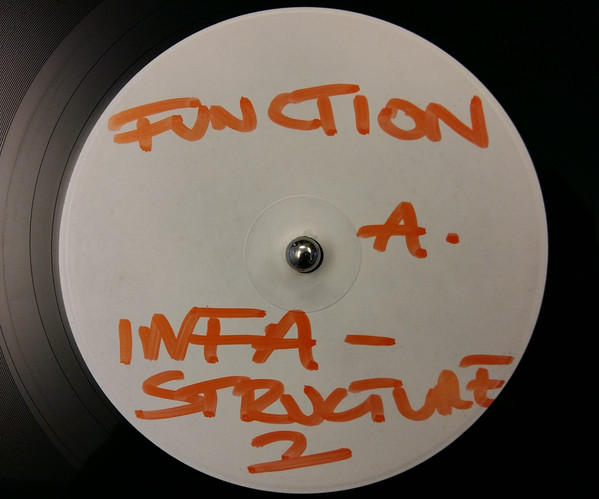 FUNCTION
A.
INFA -
STRUCTURE
2